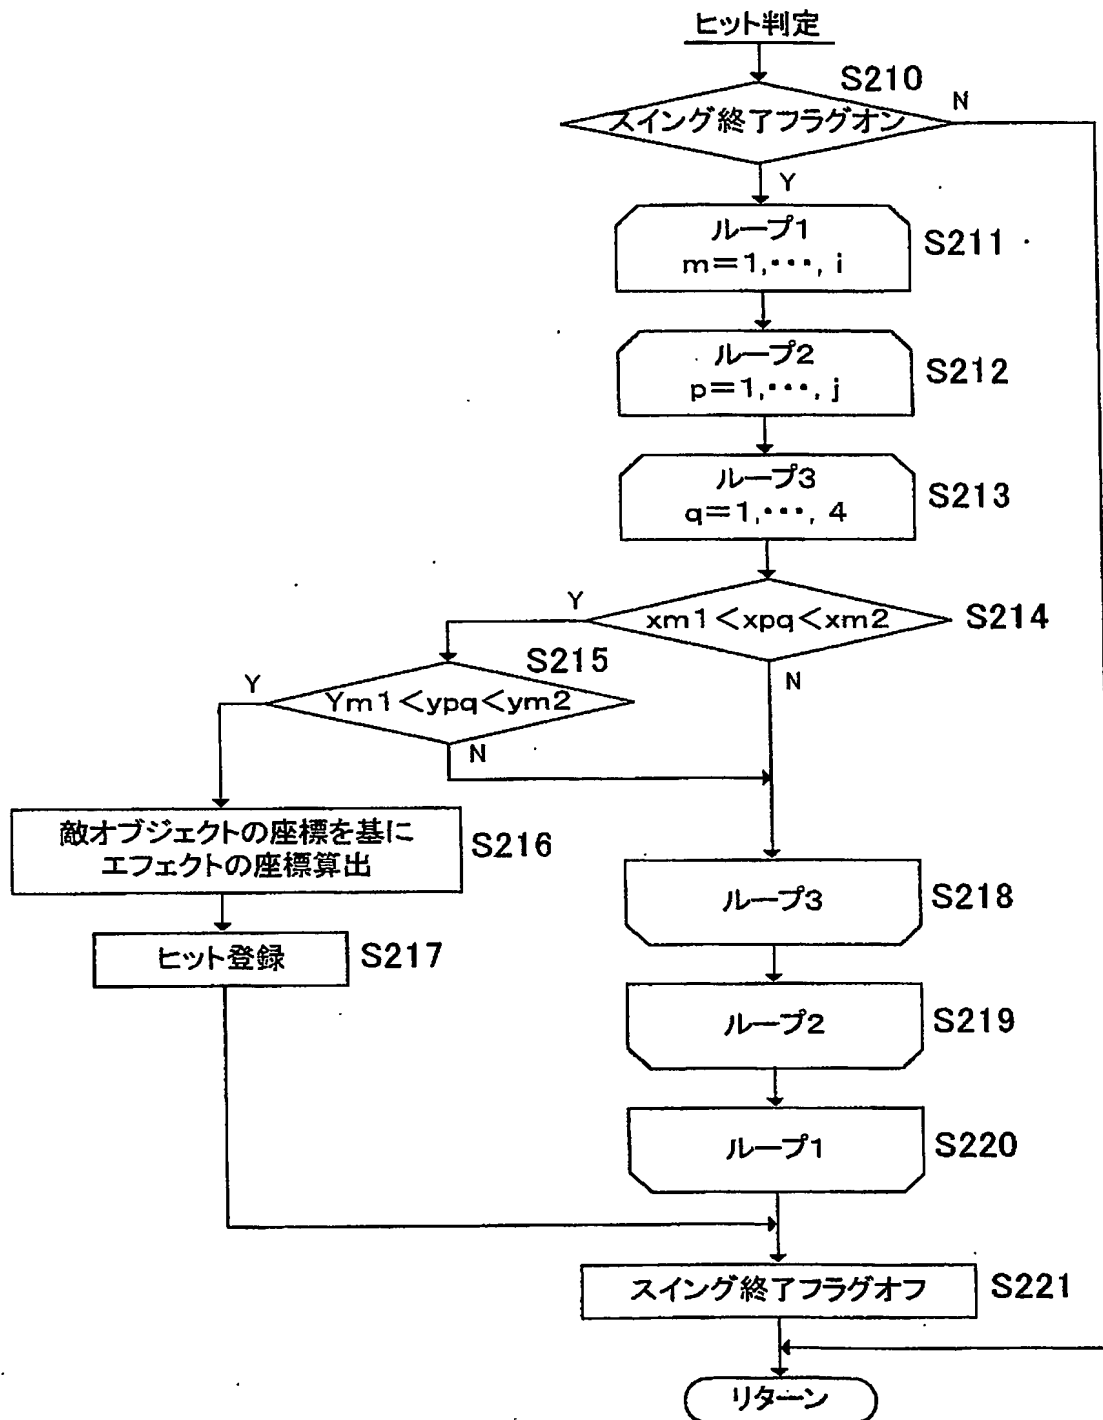 ヒット判定
S210
スイング終了フラグオン
N
Y
ループ1
m=1,・・・, i
S211
ループ2
p=1,・・・, j
S212
ループ3
q=1,・・・, 4
S213
Y
xm1<xpq<xm2
S214
N
S215
Y
Ym1<ypq<ym2
N
敵オブジェクトの座標を基に
エフェクトの座標算出
S216
ループ3
S218
ヒット登録
S217
ループ2
S219
ループ1
S220
スイング終了フラグオフ
S221
リターン